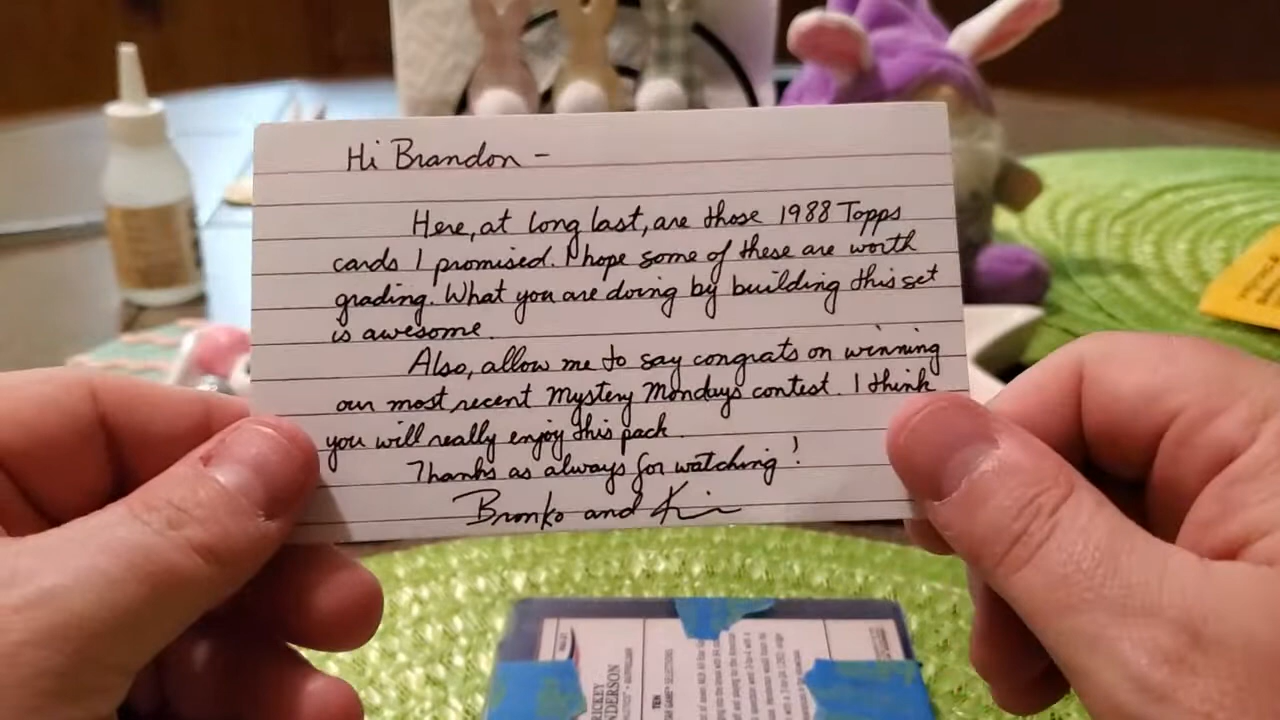 Hi Brandon -
Here, at long last, are those 1988 Topps
cards I promised. I hope some of these are worth
grading. What you are doing by building this set
is awesome.
Also, allow me to say congrats on winning
our most recent Mystery Mondays contest. I think
you will really enjoy this pack.
Thanks as always for watching!
Bronko and
RICKEY
NDERSON
TEN